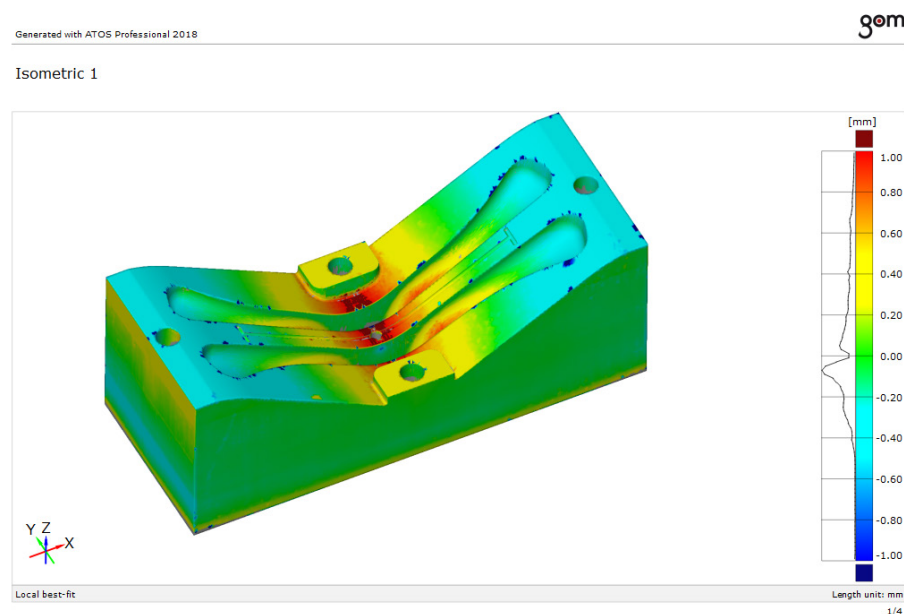 gom
Generated with ATOS Professional 2018
Isometric 1
[mm]
1.00
0.80
0.60
0.40
0.20
0.00
-0.20
-0.40
-0.60
-0.80
-1.00
Y Z
X
Local best-fit
Length unit: mm
1/4